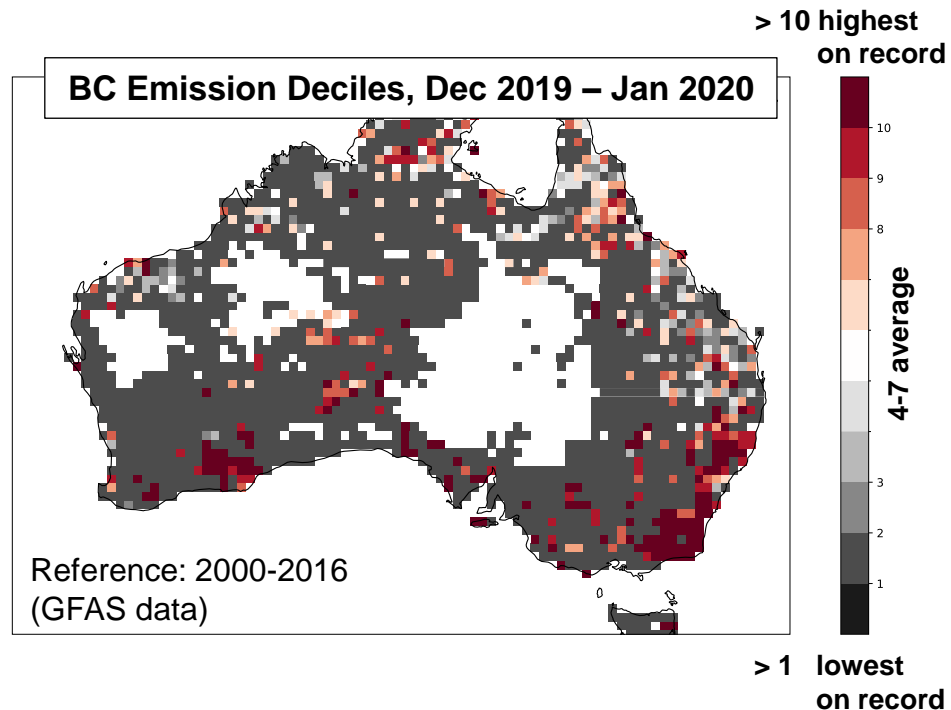 > 10 highest
on record
BC Emission Deciles, Dec 2019 – Jan 2020
10
9
8
4-7 average
3
2
1
Reference: 2000-2016
(GFAS data)
> 1 lowest
on record